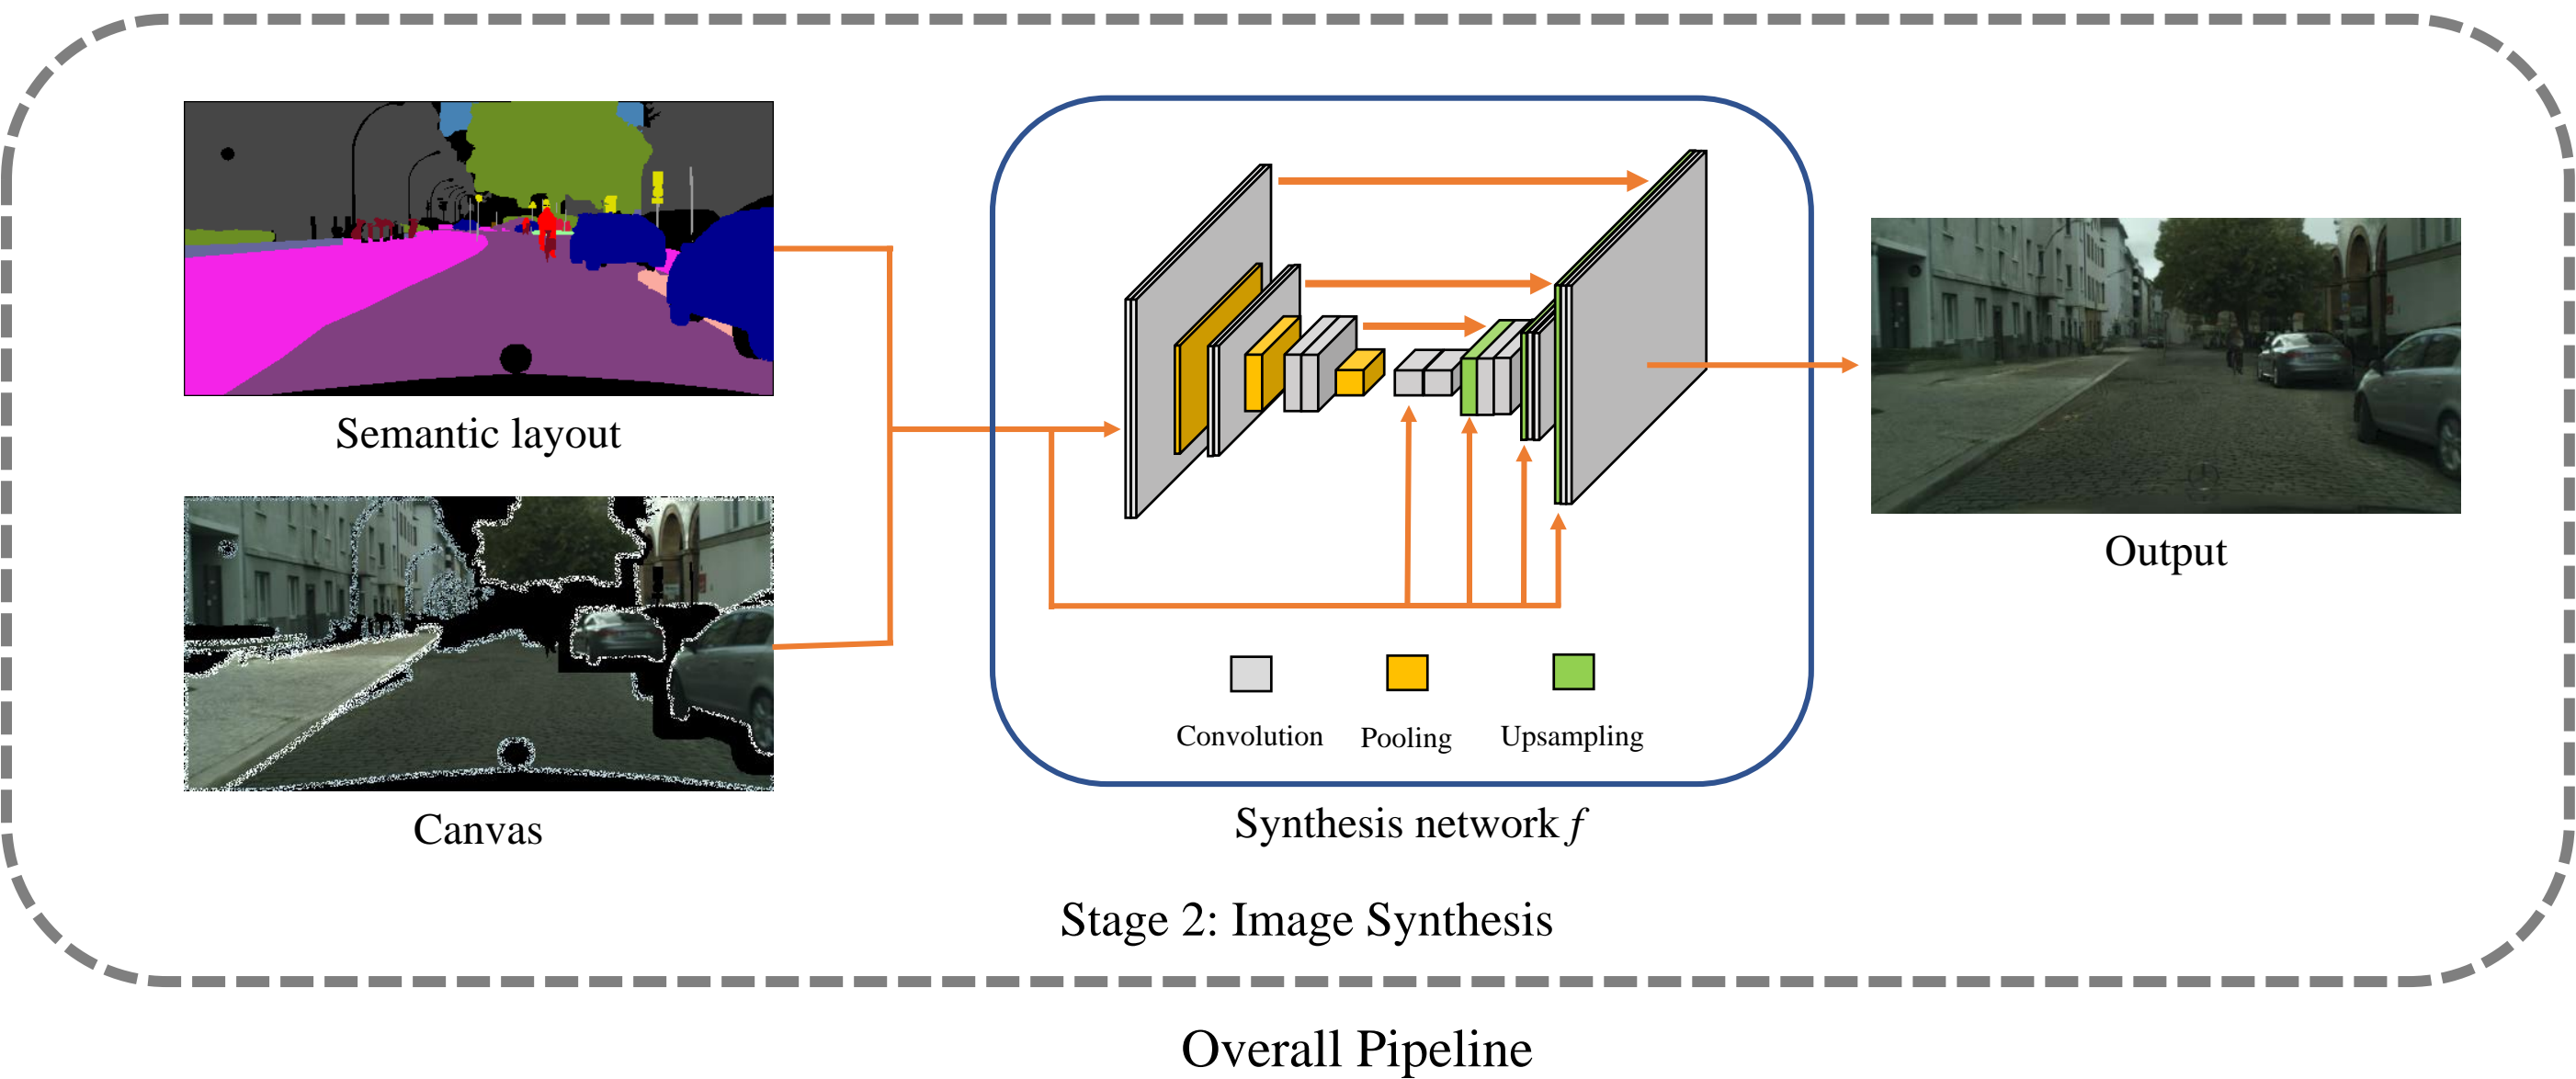 Semantic layout
Canvas
Convolution
Pooling
Upsampling
Synthesis network f
Output
Stage 2: Image Synthesis
Overall Pipeline